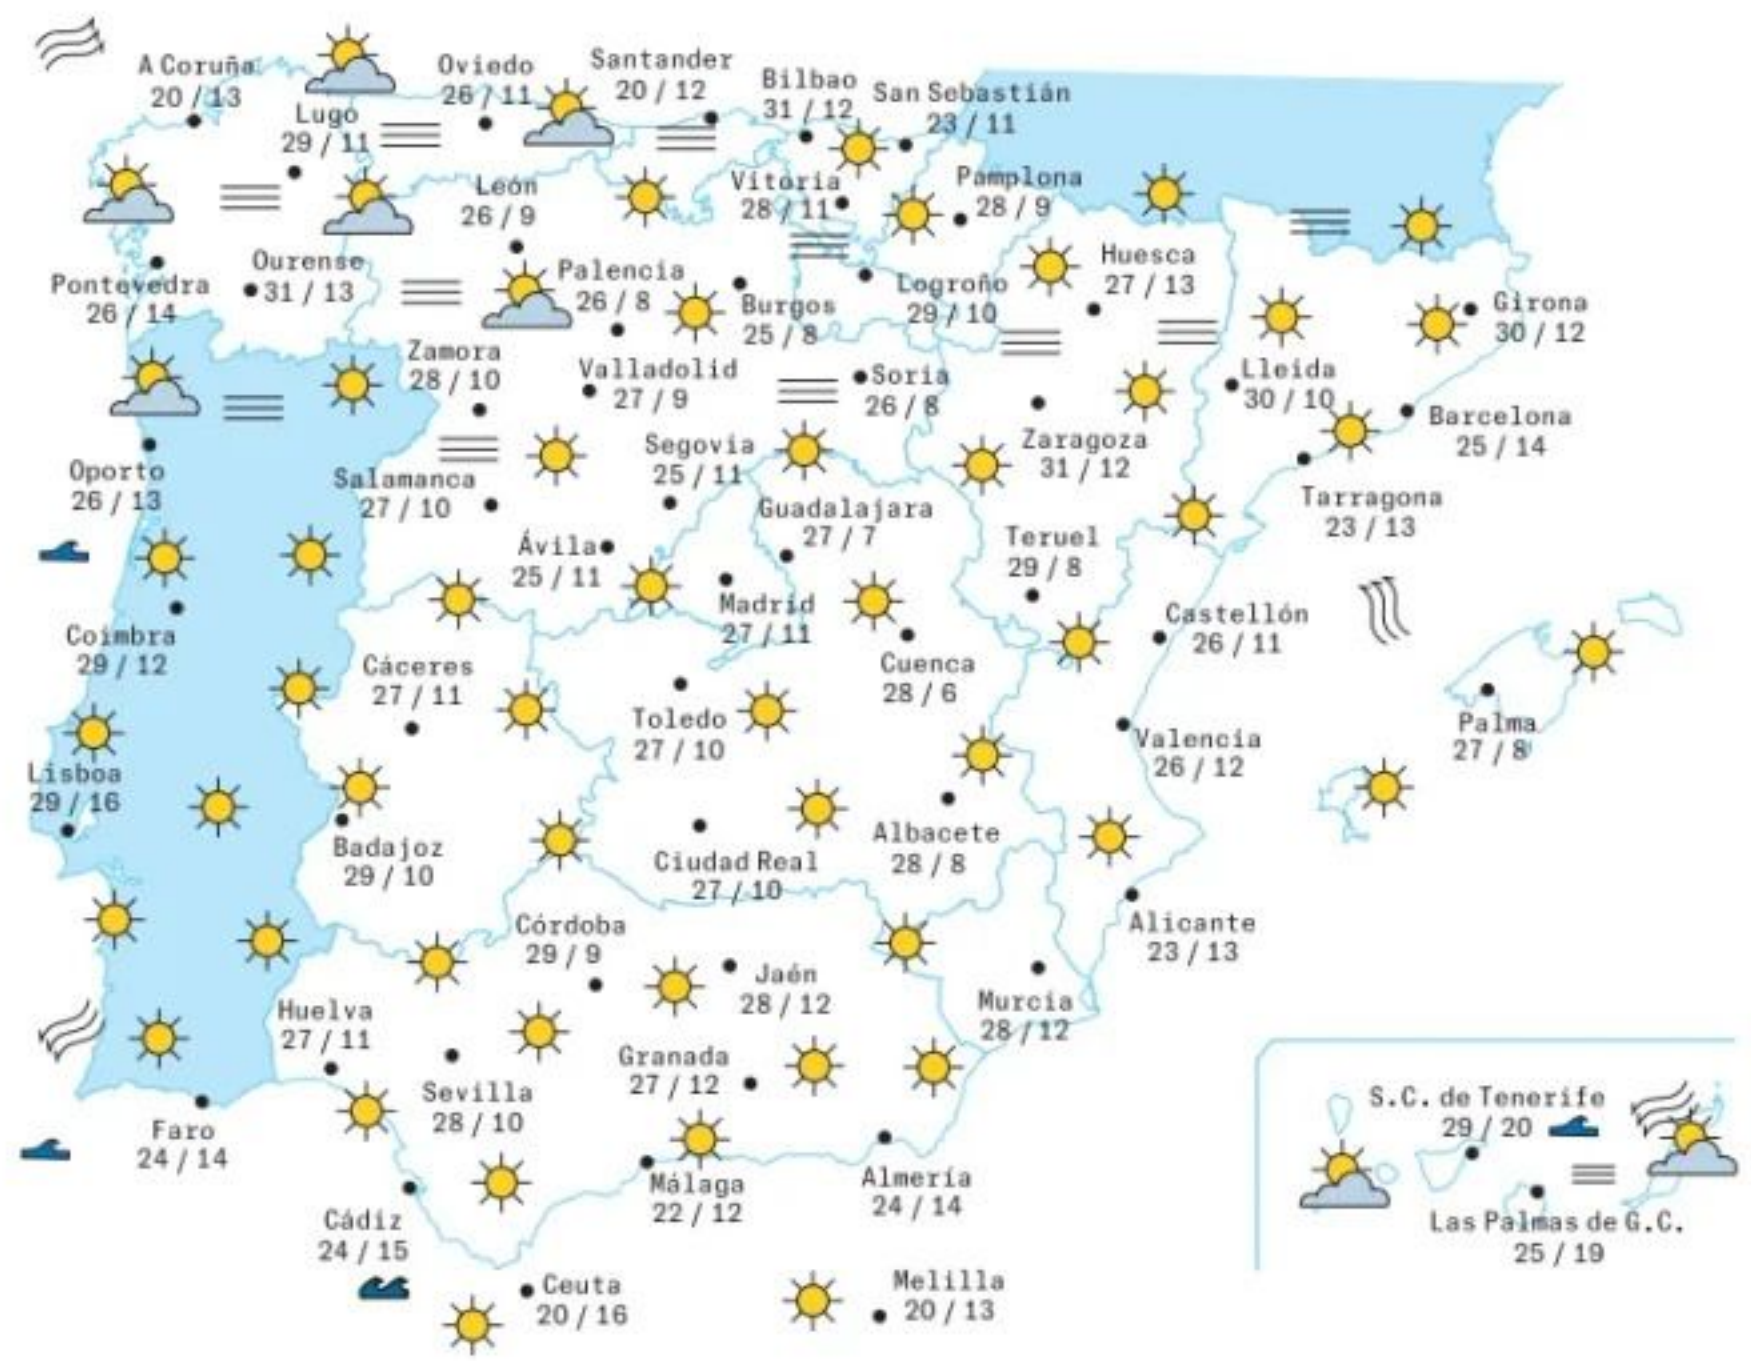 A Coruña
20 / 13
Lugo
29 / 11
Oviedo
26 / 11
Santander
20 / 12
Bilbao
31 / 12
San Sebastián
23 / 11
León
26 / 9
Vitoria
28 / 11
Pamplona
28 / 9
Pontevedra
26 / 14
Ourense
31 / 13
Palencia
26 / 8
Burgos
25 / 8
Logroño
29 / 10
Huesca
27 / 13
Girona
30 / 12
Zamora
28 / 10
Valladolid
27 / 9
Soria
26 / 8
Lleida
30 / 10
Barcelona
25 / 14
Oporto
26 / 13
Salamanca
27 / 10
Segovia
25 / 11
Zaragoza
31 / 12
Tarragona
23 / 13
Ávila
25 / 11
Guadalajara
27 / 7
Teruel
29 / 8
Coimbra
29 / 12
Madrid
27 / 11
Castellón
26 / 11
Cáceres
27 / 11
Toledo
27 / 10
Cuenca
28 / 6
Valencia
26 / 12
Palma
27 / 8
Lisboa
29 / 16
Badajoz
29 / 10
Ciudad Real
27 / 10
Albacete
28 / 8
Alicante
23 / 13
Córdoba
29 / 9
Jaén
28 / 12
Murcia
28 / 12
Huelva
27 / 11
Sevilla
28 / 10
Granada
27 / 12
Faro
24 / 14
Málaga
22 / 12
Almería
24 / 14
Cádiz
24 / 15
Ceuta
20 / 16
Melilla
20 / 13
S.C. de Tenerife
29 / 20
Las Palmas de G.C.
25 / 19